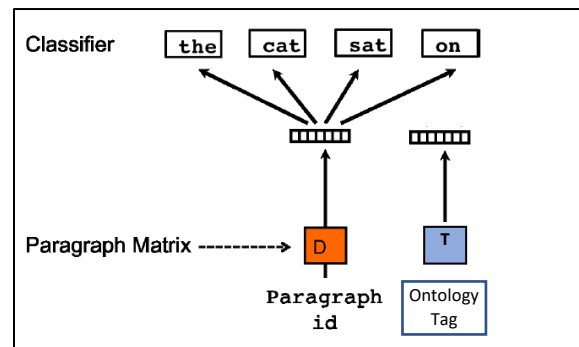 Classifier
the cat sat on
Paragraph Matrix
D
T
Paragraph
id
Ontology
Tag